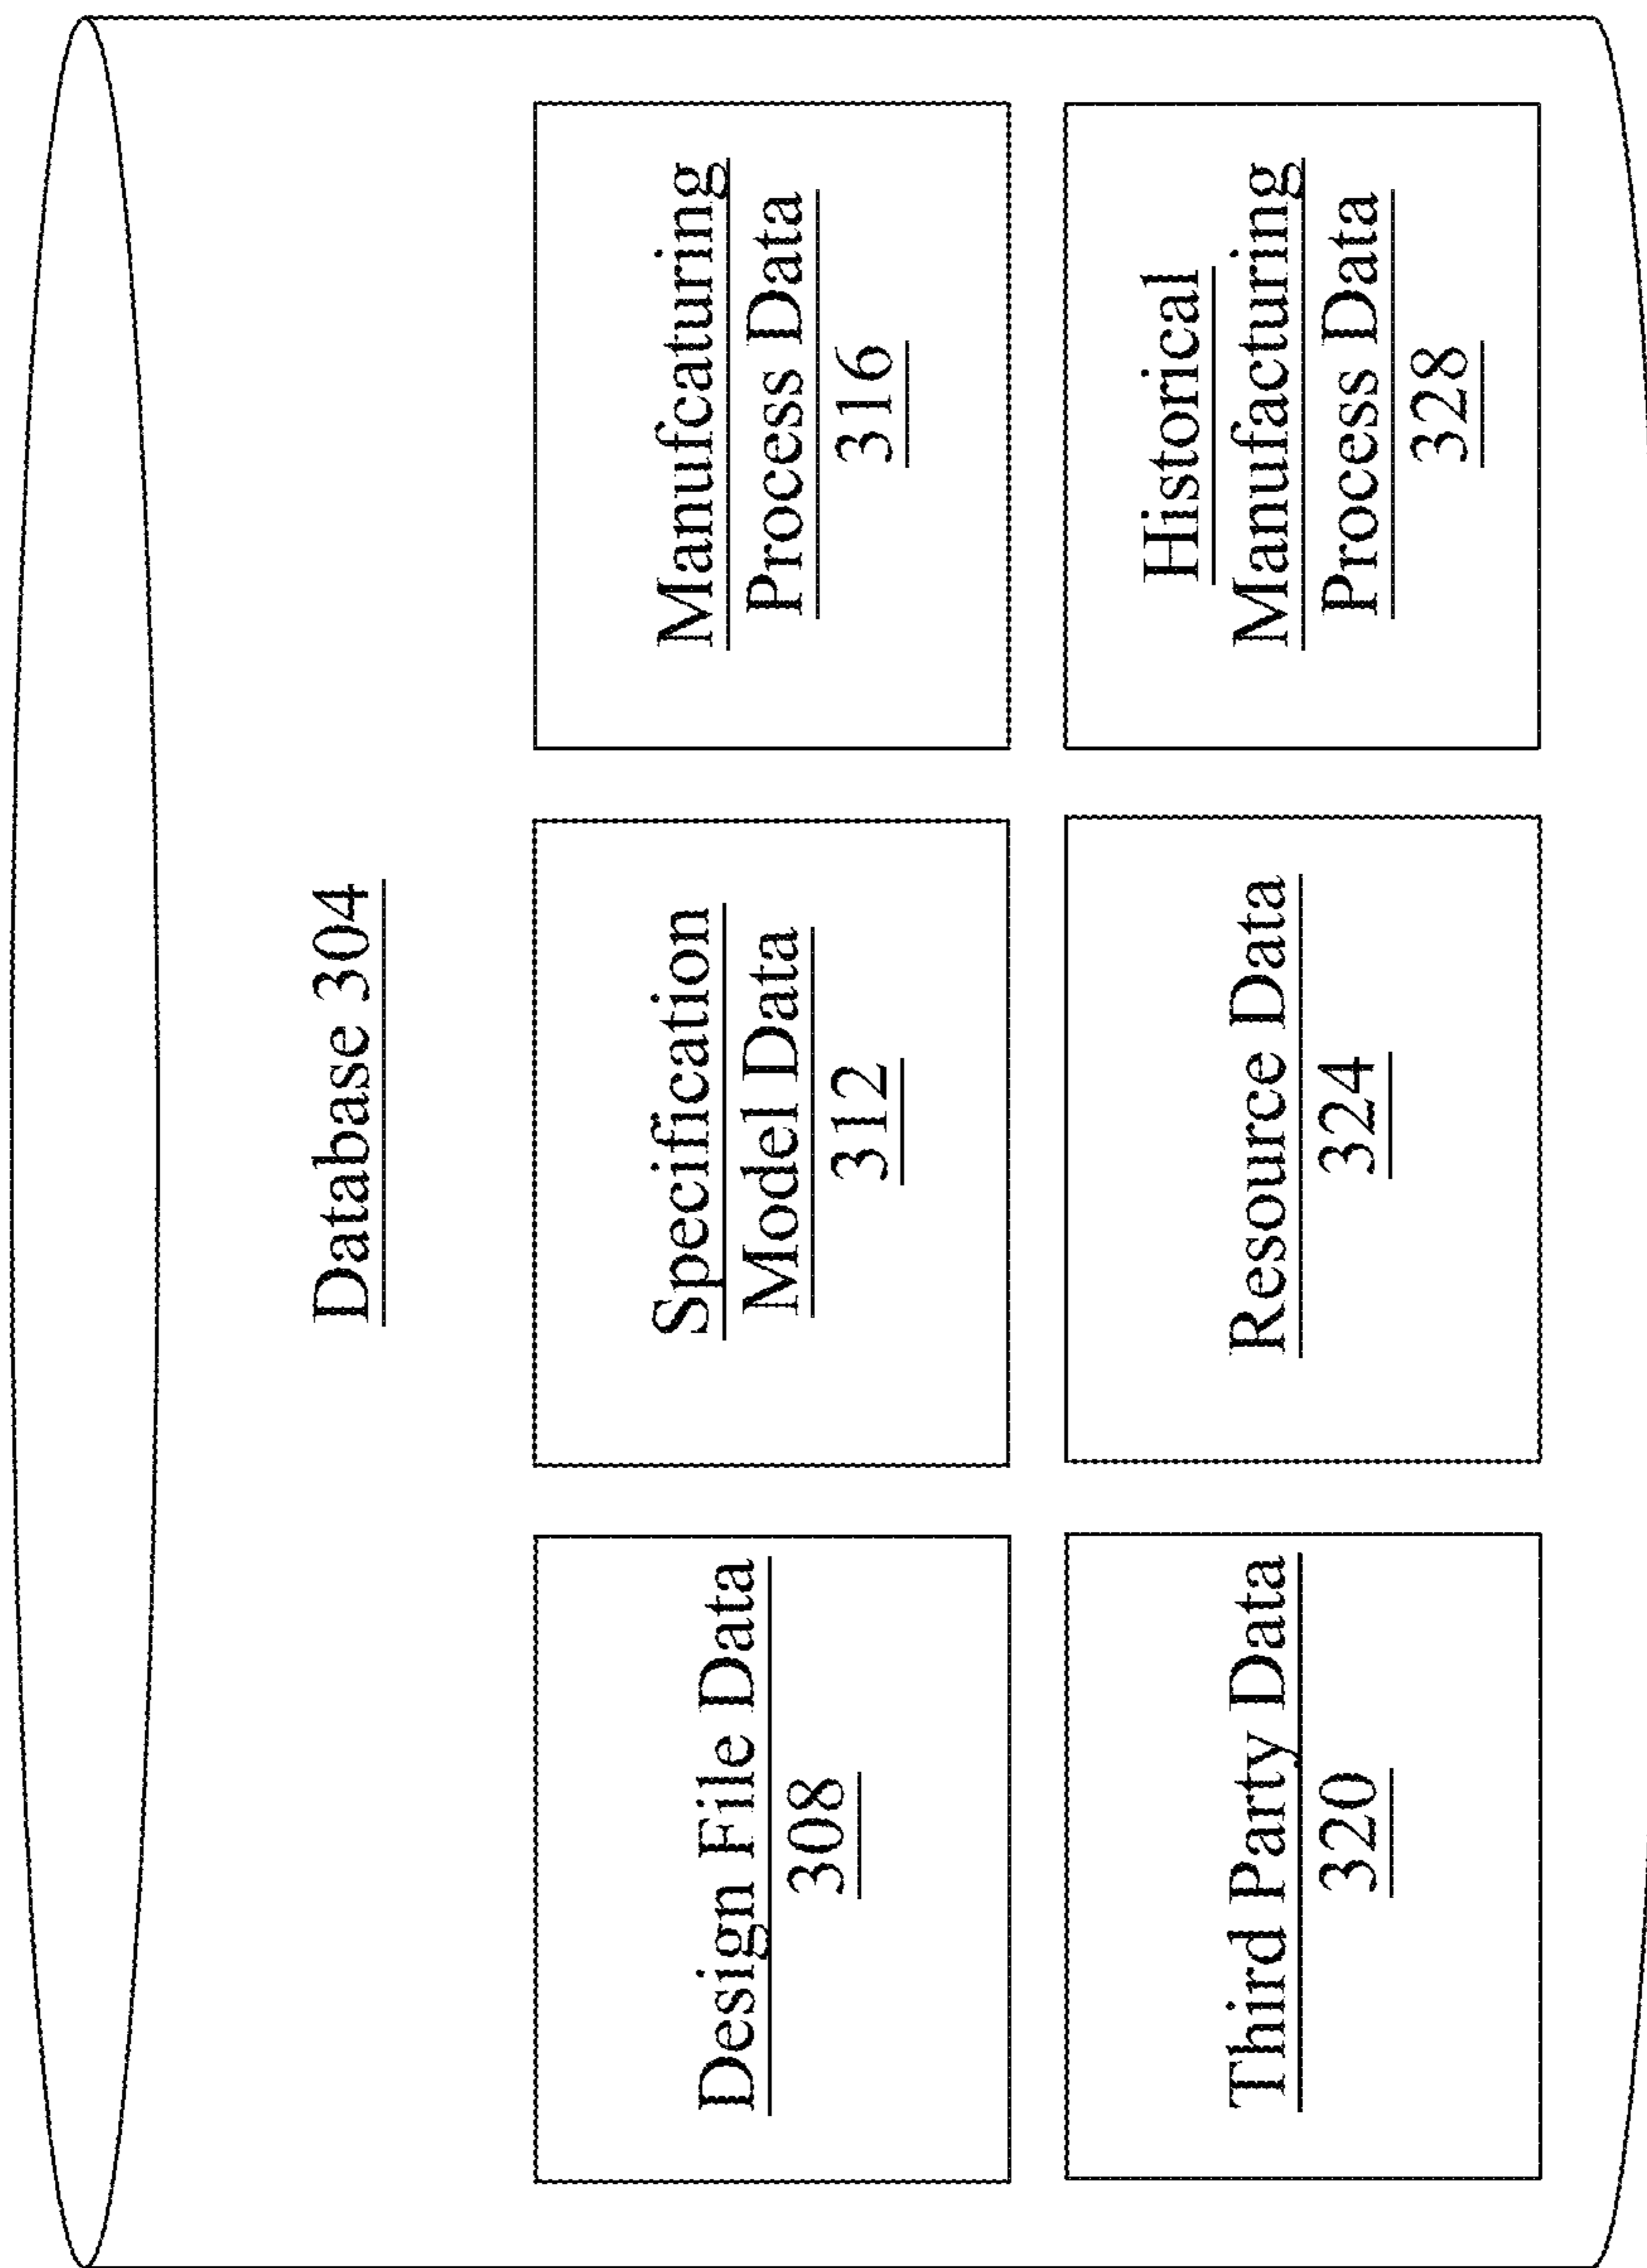 Database 304
Design File Data
308
Specification
Model Data
312
Manufcaturing
Process Data
316
Third Party Data
320
Resource Data
324
Historical
Manufacturing
Process Data
328